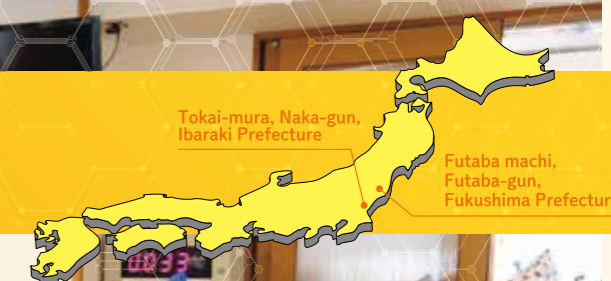 Tokai-mura, Naka-gun,
Ibaraki Prefecture
Futaba machi,
Futaba-gun,
Fukushima Prefectur